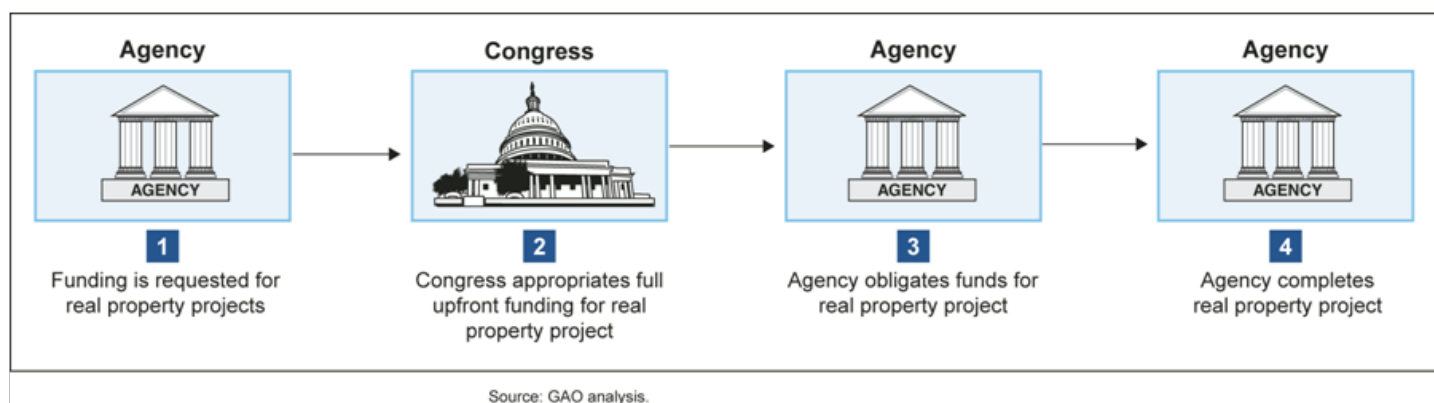 Agency
Congress
Agency
Agency
AGENCY
AGENCY
AGENCY
1
Funding is requested for
real property projects
2
Congress appropriates full
upfront funding for real
property project
3
Agency obligates funds for
real property project
4
Agency completes
real property project
Source: GAO analysis.